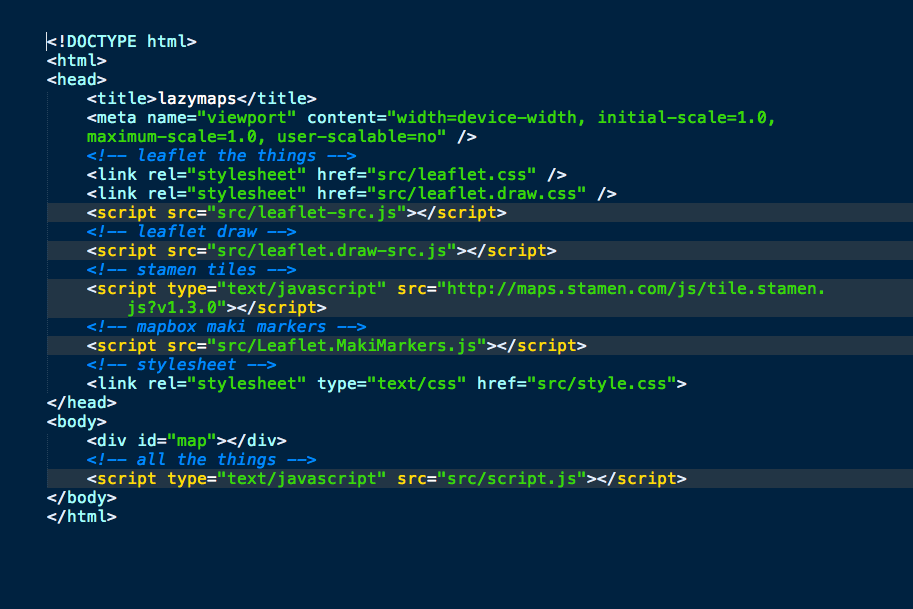 <!DOCTYPE html>
<html>
<head>
    <title>lazymaps</title>
    <meta name="viewport" content="width=device-width, initial-scale=1.0,
    maximum-scale=1.0, user-scalable=no" />
    <!-- leaflet the things -->
    <link rel="stylesheet" href="src/leaflet.css" />
    <link rel="stylesheet" href="src/leaflet.draw.css" />
    <script src="src/leaflet-src.js"></script>
    <!-- leaflet draw -->
    <script src="src/leaflet.draw-src.js"></script>
    <!-- stamen tiles -->
    <script type="text/javascript" src="http://maps.stamen.com/js/tile.stamen.
        js?v1.3.0"></script>
    <!-- mapbox maki markers -->
    <script src="src/Leaflet.MakiMarkers.js"></script>
    <!-- stylesheet -->
    <link rel="stylesheet" type="text/css" href="src/style.css">
</head>
<body>
    <div id="map"></div>
    <!-- all the things -->
    <script type="text/javascript" src="src/script.js"></script>
</body>
</html>